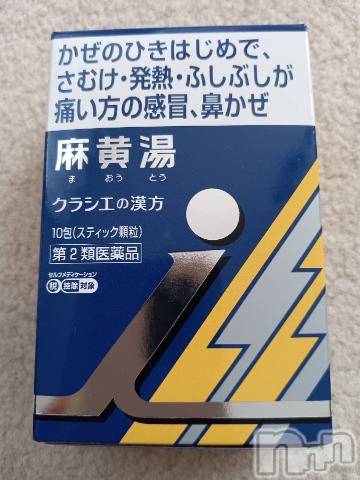 かぜのひきはじめで、
さむけ・発熱・ふしぶしが
痛い方の感冒、鼻かぜ
麻黄湯
ま おう とう
クラシエの漢方
10包(スティック顆粒)
第2類医薬品
セルフメディケーション
税 控除 対象